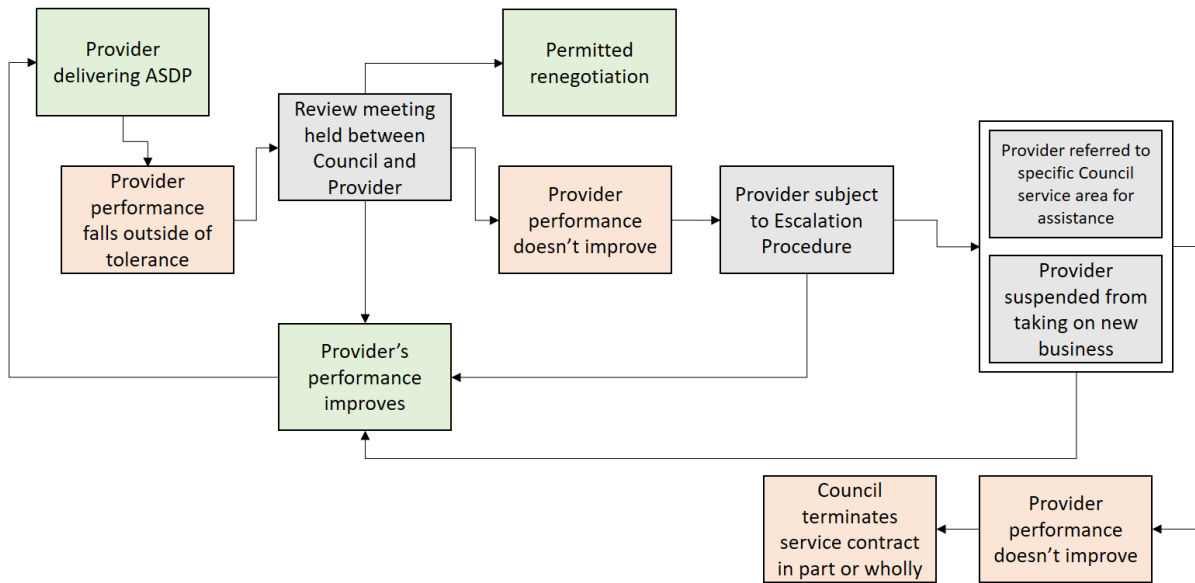 Provider
delivering ASDP
Permitted
renegotiation
Review meeting
held between
Council and
Provider
Provider
performance
falls outside of
tolerance
Provider
performance
doesn’t improve
Provider subject
to Escalation
Procedure
Provider referred to
specific Council
service area for
assistance
Provider
suspended from
taking on new
business
Provider’s
performance
improves
Council
terminates
service contract
in part or wholly
Provider
performance
doesn’t improve